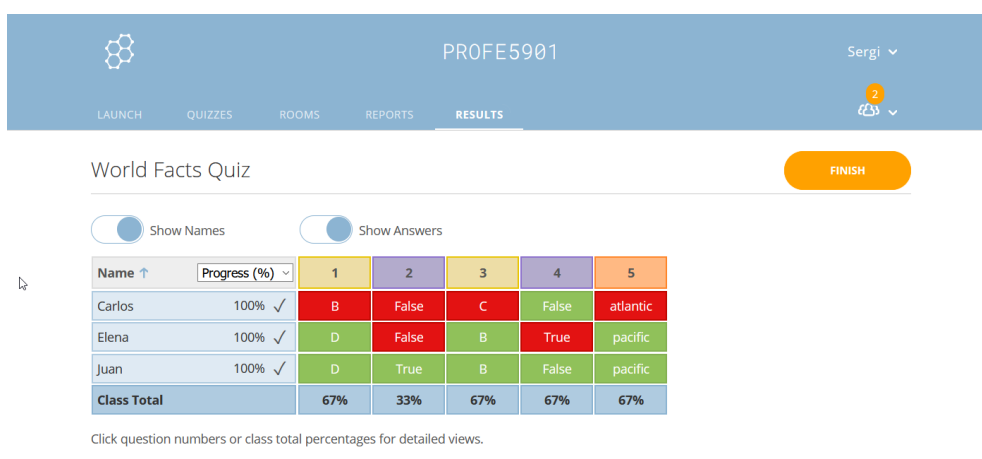 PROFE5901
Sergi
2
LAUNCH QUIZZES ROOMS REPORTS RESULTS
World Facts Quiz
FINISH
Show Names Show Answers
Name Progress (%) 1 2 3 4 5
Carlos 100% B False C False atlantic
Elena 100% D False B True pacific
Juan 100% D True B False pacific
Class Total 67% 33% 67% 67% 67%
Click question numbers or class total percentages for detailed views.